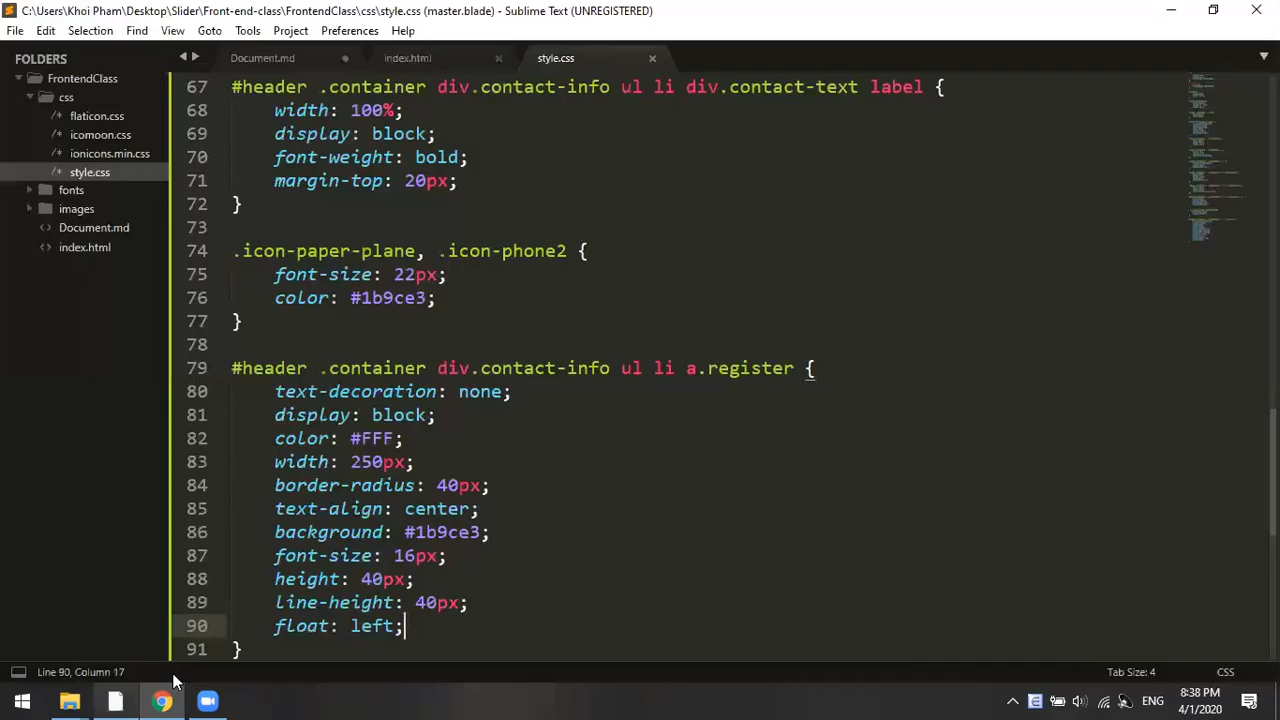 C:\Users\Khoi Pham\Desktop\Slider\Front-end-class\FrontendClass\css\style.css (master.blade) - Sublime Text (UNREGISTERED)
File Edit Selection Find View Goto Tools Project Preferences Help
FOLDERS
FrontendClass
css
/* flaticon.css
/* icomoon.css
/* ionicons.min.css
/* style.css
fonts
images
<> Document.md
<> index.html
Document.md index.html style.css
67 #header .container div.contact-info ul li div.contact-text label {
68 width: 100%;
69 display: block;
70 font-weight: bold;
71 margin-top: 20px;
72 }
73
74 .icon-paper-plane, .icon-phone2 {
75 font-size: 22px;
76 color: #1b9ce3;
77 }
78
79 #header .container div.contact-info ul li a.register {
80 text-decoration: none;
81 display: block;
82 color: #FFF;
83 width: 250px;
84 border-radius: 40px;
85 text-align: center;
86 background: #1b9ce3;
87 font-size: 16px;
88 height: 40px;
89 line-height: 40px;
90 float: left;
91 }
Line 90, Column 17 Tab Size: 4 CSS
ENG
8:38 PM
4/1/2020